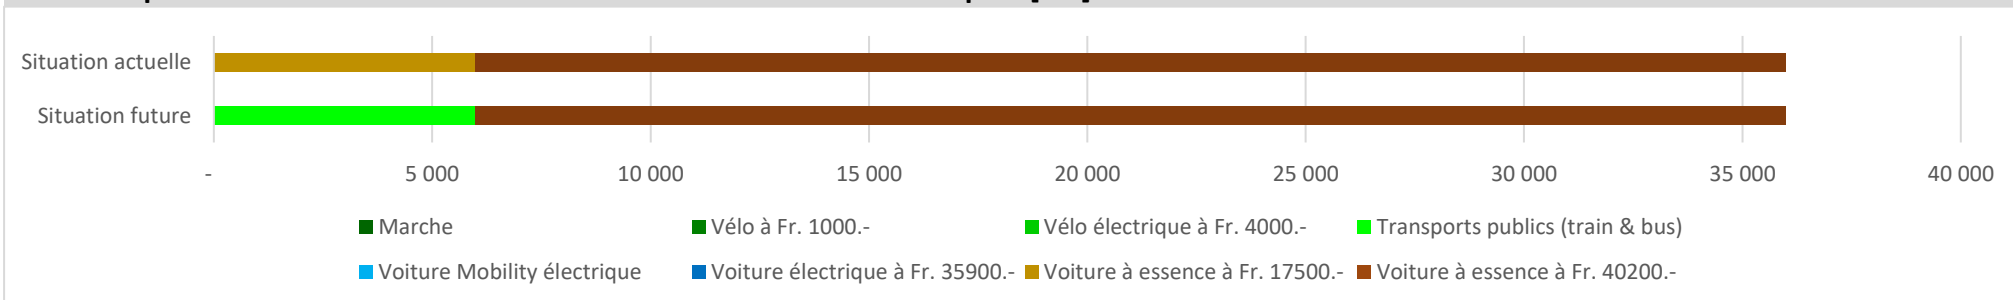 Situation actuelle
Situation future
- 5 000 10 000 15 000 20 000 25 000 30 000 35 000 40 000
Marche Vélo à Fr. 1000.- Vélo électrique à Fr. 4000.- Transports publics (train & bus)
Voiture Mobility électrique Voiture électrique à Fr. 35900.- Voiture à essence à Fr. 17500.- Voiture à essence à Fr. 40200.-